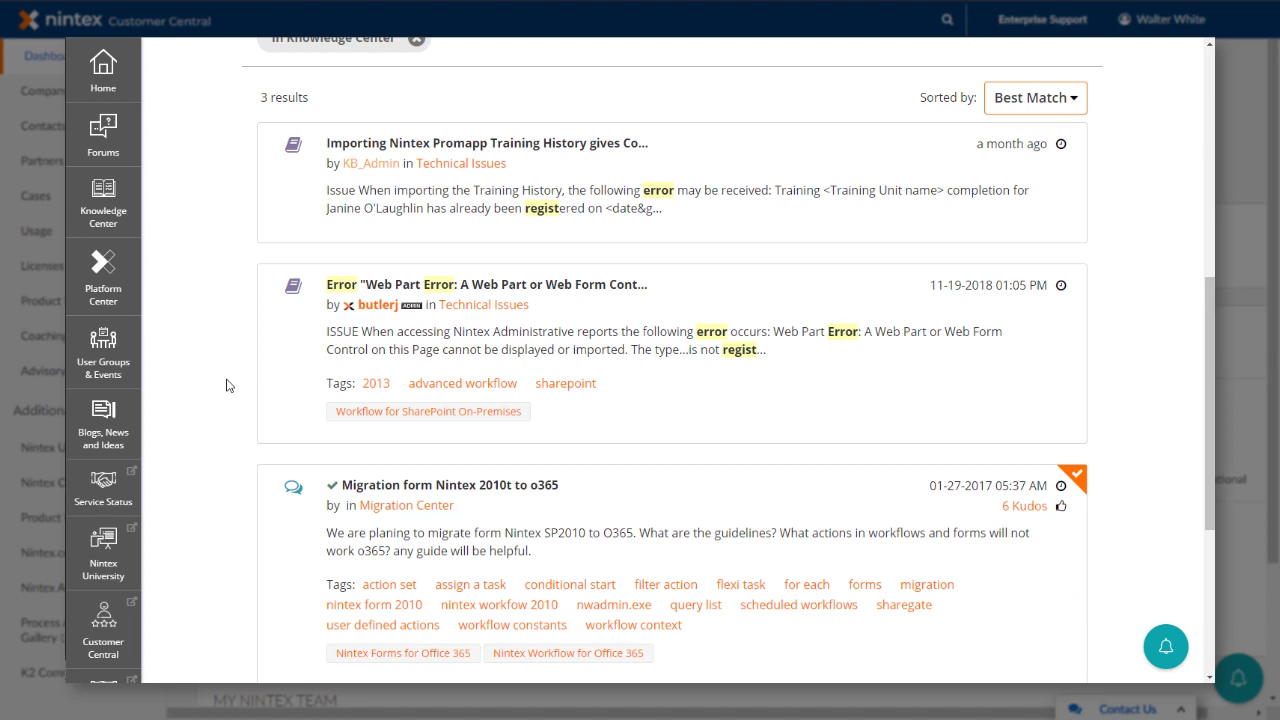 nintex Customer Central
Enterprise Support
Walter White
Home
Forums
Knowledge
Center
Platform
Center
User Groups
& Events
Blogs, News
and Ideas
Service Status
Nintex
University
Customer
Central
In Knowledge Center
3 results
Sorted by:
Best Match
Importing Nintex Promapp Training History gives Co...
a month ago
by KB_Admin in Technical Issues
Issue When importing the Training History, the following error may be received: Training <Training Unit name> completion for
Janine O'Laughlin has already been registered on <date&g...
Error "Web Part Error: A Web Part or Web Form Cont...
11-19-2018 01:05 PM
by butlerj ADMIN in Technical Issues
ISSUE When accessing Nintex Administrative reports the following error occurs: Web Part Error: A Web Part or Web Form
Control on this Page cannot be displayed or imported. The type...is not regist...
Tags: 2013 advanced workflow sharepoint
Workflow for SharePoint On-Premises
Migration form Nintex 2010t to o365
01-27-2017 05:37 AM
by in Migration Center
6 Kudos
We are planing to migrate form Nintex SP2010 to O365. What are the guidelines? What actions in workflows and forms will not
work o365? any guide will be helpful.
Tags: action set assign a task conditional start filter action flexi task for each forms migration
nintex form 2010 nintex workfow 2010 nwadmin.exe query list scheduled workflows sharegate
user defined actions workflow constants workflow context
Nintex Forms for Office 365 Nintex Workflow for Office 365
Cases
Usage
MY NINTEX TEAM
Contact Us